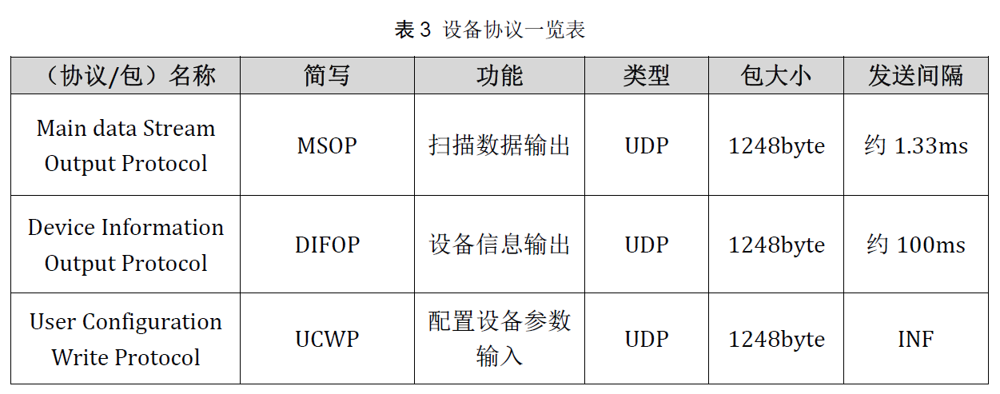 表 3 设备协议一览表
（协议/包）名称 简写 功能 类型 包大小 发送间隔
Main data Stream
Output Protocol
MSOP 扫描数据输出 UDP 1248byte 约 1.33ms
Device Information
Output Protocol
DIFOP 设备信息输出 UDP 1248byte 约 100ms
User Configuration
Write Protocol
UCWP
配置设备参数
输入
UDP 1248byte INF